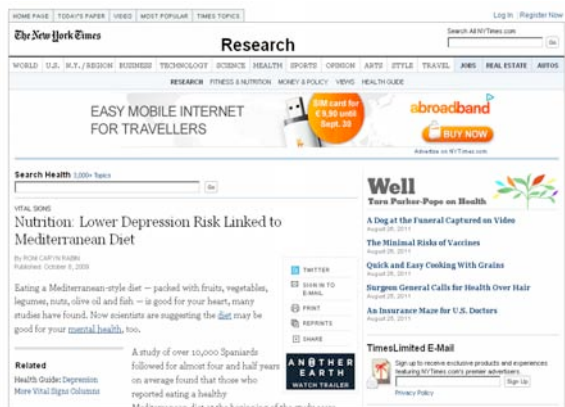 HOME PAGE TODAY'S PAPER VIDEO MOST POPULAR TIMES TOPICS
Log In Register Now
The New York Times
Research
Search All NYTimes.com
Go
WORLD U.S. N.Y. / REGION BUSINESS TECHNOLOGY SCIENCE HEALTH SPORTS OPINION ARTS STYLE TRAVEL JOBS REAL ESTATE AUTOS
RESEARCH FITNESS & NUTRITION MONEY & POLICY VIEWS HEALTH GUIDE
EASY MOBILE INTERNET
FOR TRAVELLERS
SIM card for
€ 9,90 until
Sept. 30
abroadband
BUY NOW
Advertise on NYTimes.com
Search Health 3,000+ Topics
Go
VITAL SIGNS
Nutrition: Lower Depression Risk Linked to
Mediterranean Diet
By RONI CARYN RABIN
Published: October 8, 2009
Eating a Mediterranean-style diet — packed with fruits, vegetables,
legumes, nuts, olive oil and fish — is good for your heart, many
studies have found. Now scientists are suggesting the diet may be
good for your mental health, too.
TWITTER
SIGN IN TO
E-MAIL
PRINT
REPRINTS
SHARE
ANOTHER
EARTH
WATCH TRAILER
Related
Health Guide: Depression
More Vital Signs Columns
A study of over 10,000 Spaniards
followed for almost four and half years
on average found that those who
reported eating a healthy
Well
Tara Parker-Pope on Health
A Dog at the Funeral Captured on Video
August 26, 2011
The Minimal Risks of Vaccines
August 26, 2011
Quick and Easy Cooking With Grains
August 26, 2011
Surgeon General Calls for Health Over Hair
August 26, 2011
An Insurance Maze for U.S. Doctors
August 25, 2011
TimesLimited E-Mail
Sign up to receive exclusive products and experiences
featuring NYTimes.com's premier advertisers.
Sign Up
Privacy Policy